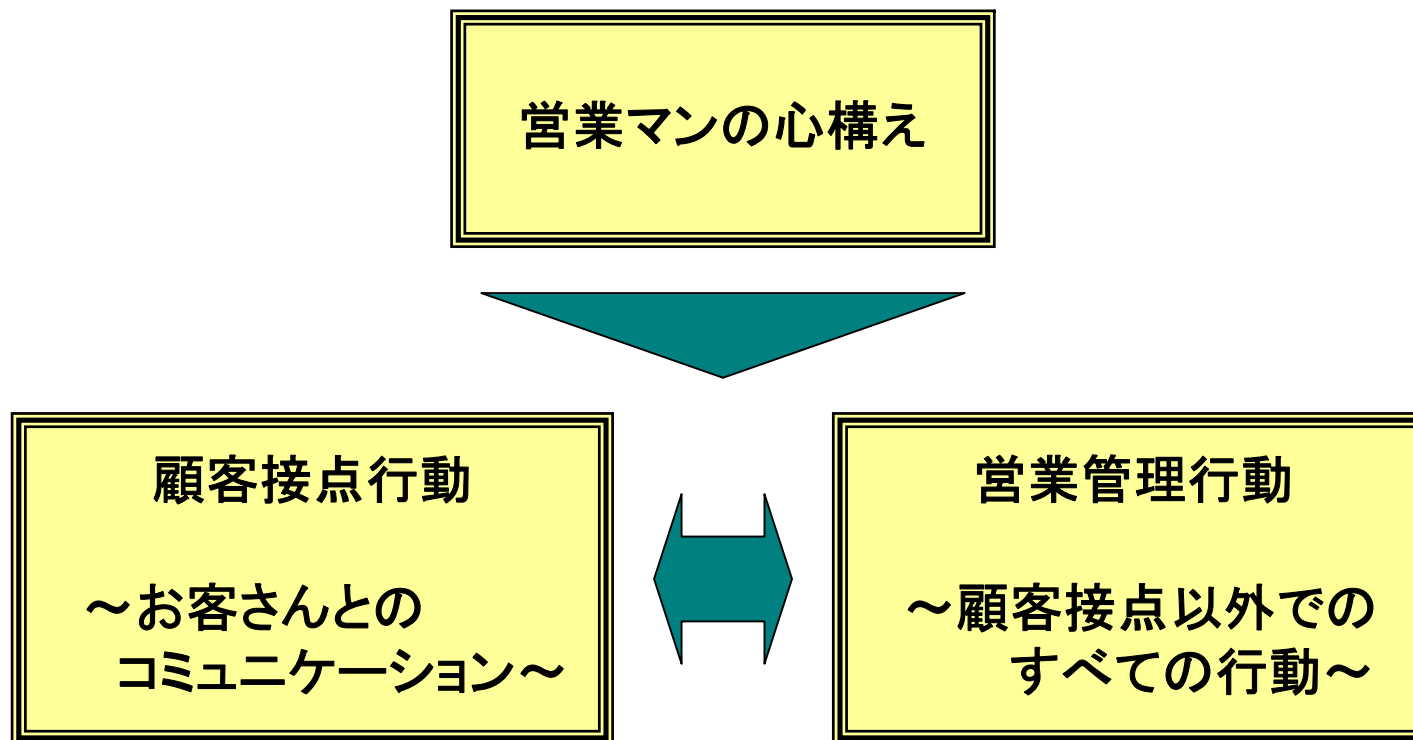 営業マンの心構え
顧客接点行動
~お客さんとの
コミュニケーション~
営業管理行動
~顧客接点以外での
すべての行動~